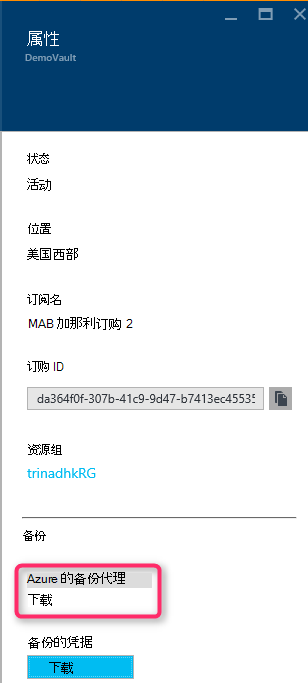 属性
DemoVault
状态
活动
位置
美国西部
订阅名
MAB 加那利订购 2
订购 ID
da364f0f-307b-41c9-9d47-b7413ec45535
资源组
trinadhkRG
备份
Azure 的备份代理
下载
备份的凭据
下载